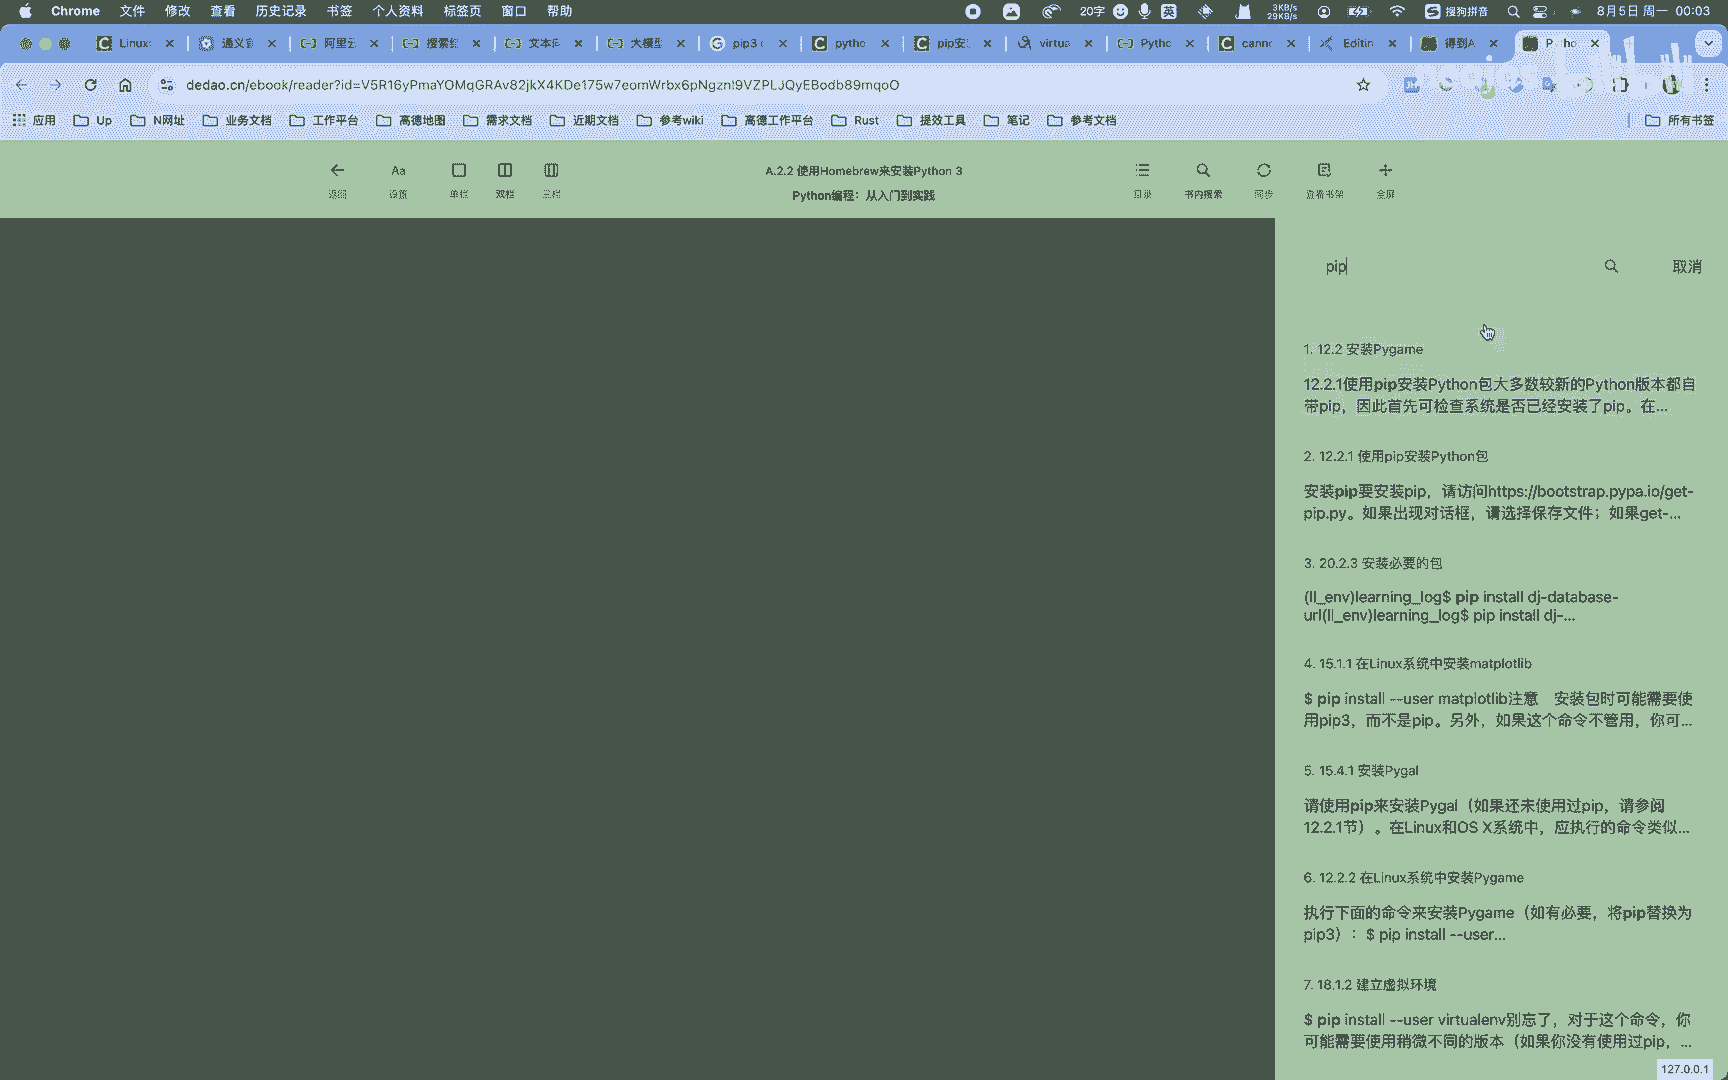 Chrome 文件 修改 查看 历史记录 书签 个人资料 标签页 窗口 帮助 20字 英 3KB/s 29KB/s 搜狗拼音 8月5日 周一 00:03
Linux 通义 阿里云 搜索 文本向 大模型 pip3 pytho pip安 virtua Pytho canno Editin 得到A Pytho
dedao.cn/ebook/reader?id=
应用 Up N网址 业务文档 工作平台 高德地图 需求文档 近期文档 参考wiki 高德工作平台 Rust 提效工具 笔记 参考文档 所有书签
Aa A.2.2 使用Homebrew来安装Python 3
返回 设置 单栏 双栏 三栏 Python编程：从入门到实践 目录 书内搜索 同步 查看书架 全屏
pip 取消
1. 12.2 安装Pygame
12.2.1使用pip安装Python包大多数较新的Python版本都自
带pip，因此首先可检查系统是否已经安装了pip。在...
2. 12.2.1 使用pip安装Python包
安装pip要安装pip，请访问https://bootstrap.pypa.io/get-
pip.py。如果出现对话框，请选择保存文件；如果get-...
3. 20.2.3 安装必要的包
(ll_env)learning_log$ pip install dj-database-
url(ll_env)learning_log$ pip install dj-...
4. 15.1.1 在Linux系统中安装matplotlib
$ pip install --user matplotlib注意　安装包时可能需要使
用pip3，而不是pip。另外，如果这个命令不管用，你可...
5. 15.4.1 安装Pygal
请使用pip来安装Pygal（如果还未使用过pip，请参阅
12.2.1节）。在Linux和OS X系统中，应执行的命令类似...
6. 12.2.2 在Linux系统中安装Pygame
执行下面的命令来安装Pygame（如有必要，将pip替换为
pip3）：$ pip install --user...
7. 18.1.2 建立虚拟环境
$ pip install --user virtualenv别忘了，对于这个命令，你
可能需要使用稍微不同的版本（如果你没有使用过pip，...
127.0.0.1